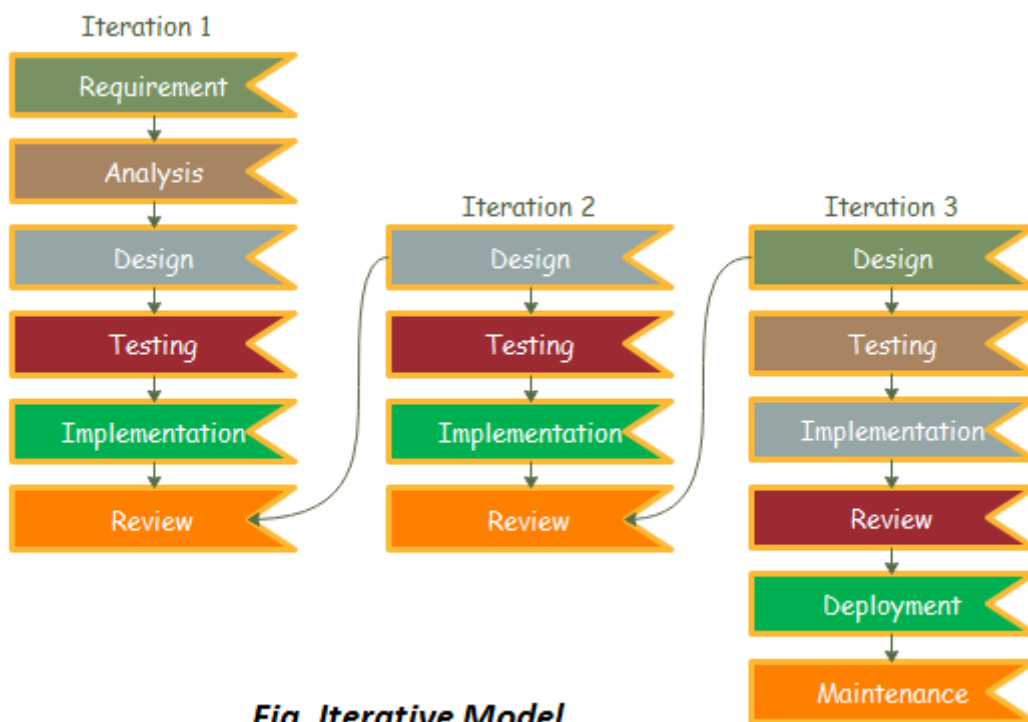 Iteration 1
Requirement
Analysis
Design
Testing
Implementation
Review
Iteration 2
Design
Testing
Implementation
Review
Iteration 3
Design
Testing
Implementation
Review
Deployment
Maintenance
Fig. Iterative Model